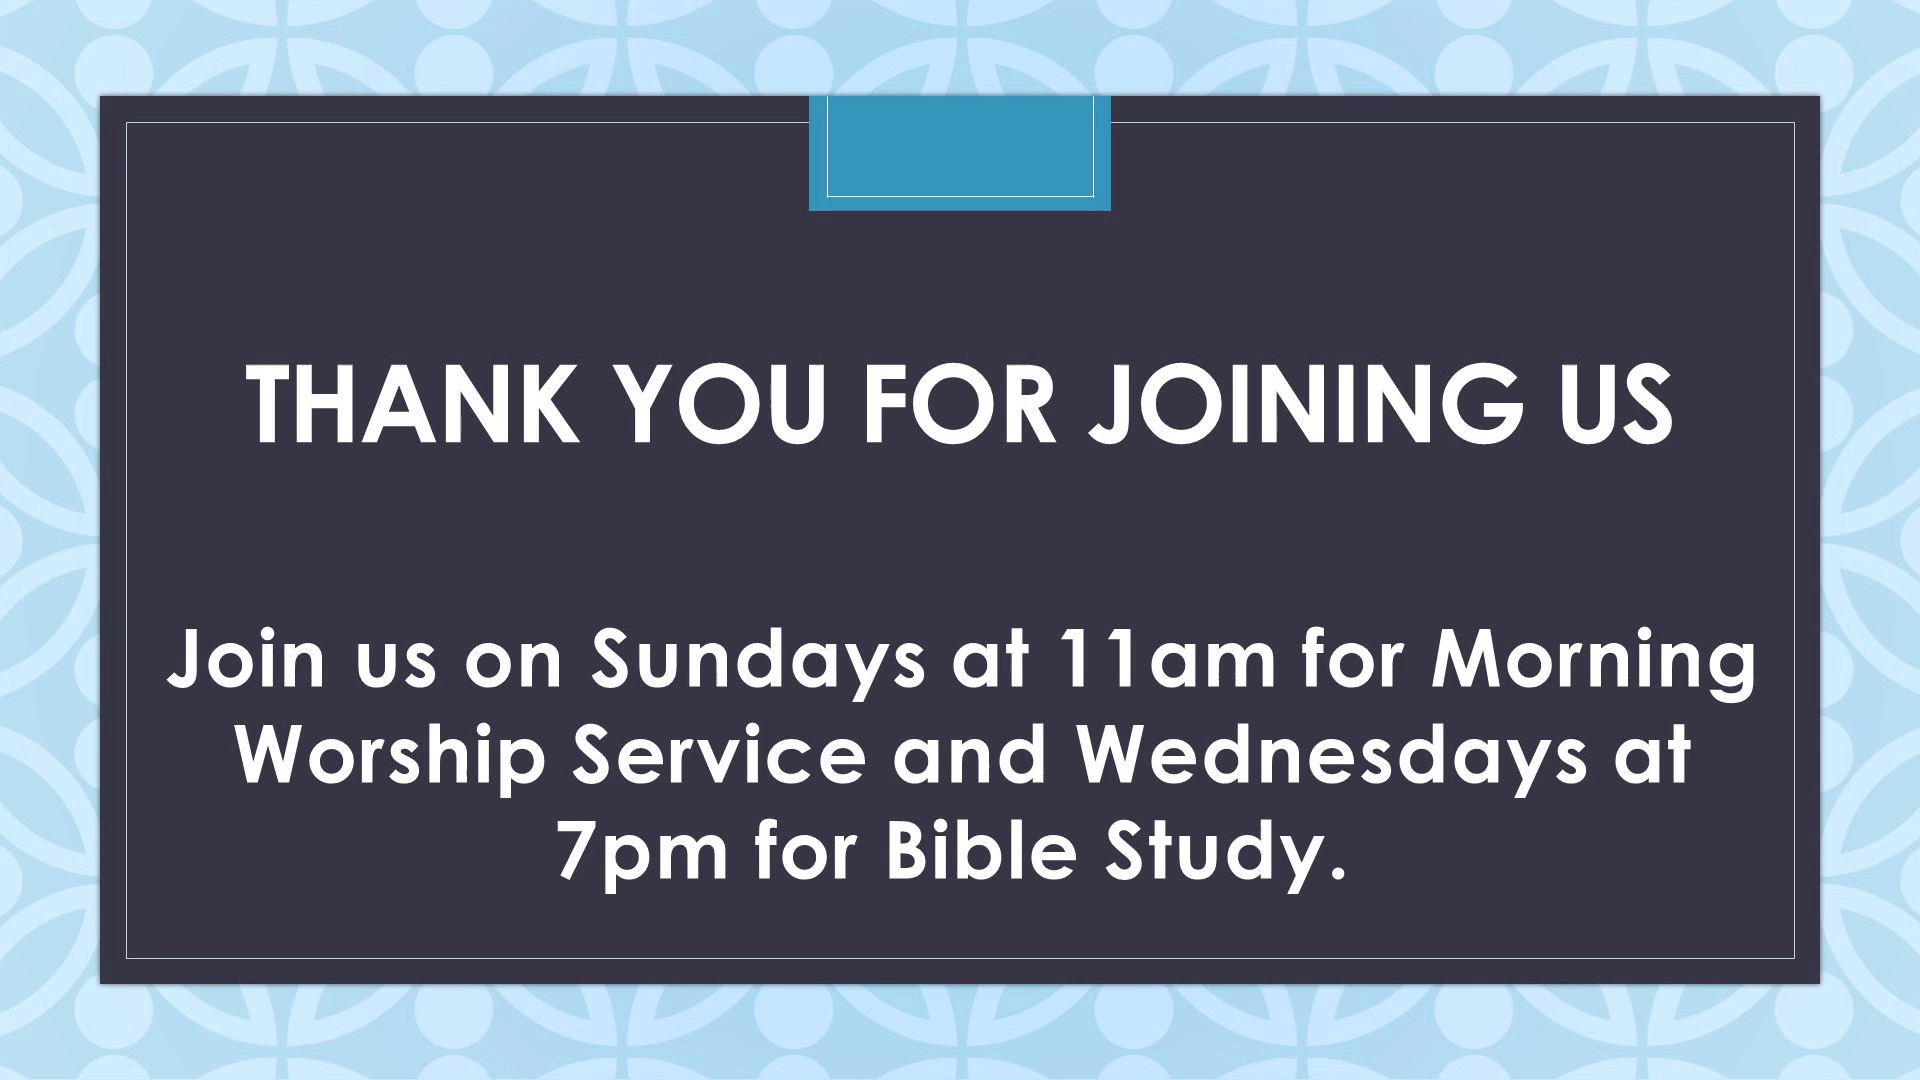 THANK YOU FOR JOINING US
Join us on Sundays at 11am for Morning
Worship Service and Wednesdays at
7pm for Bible Study.